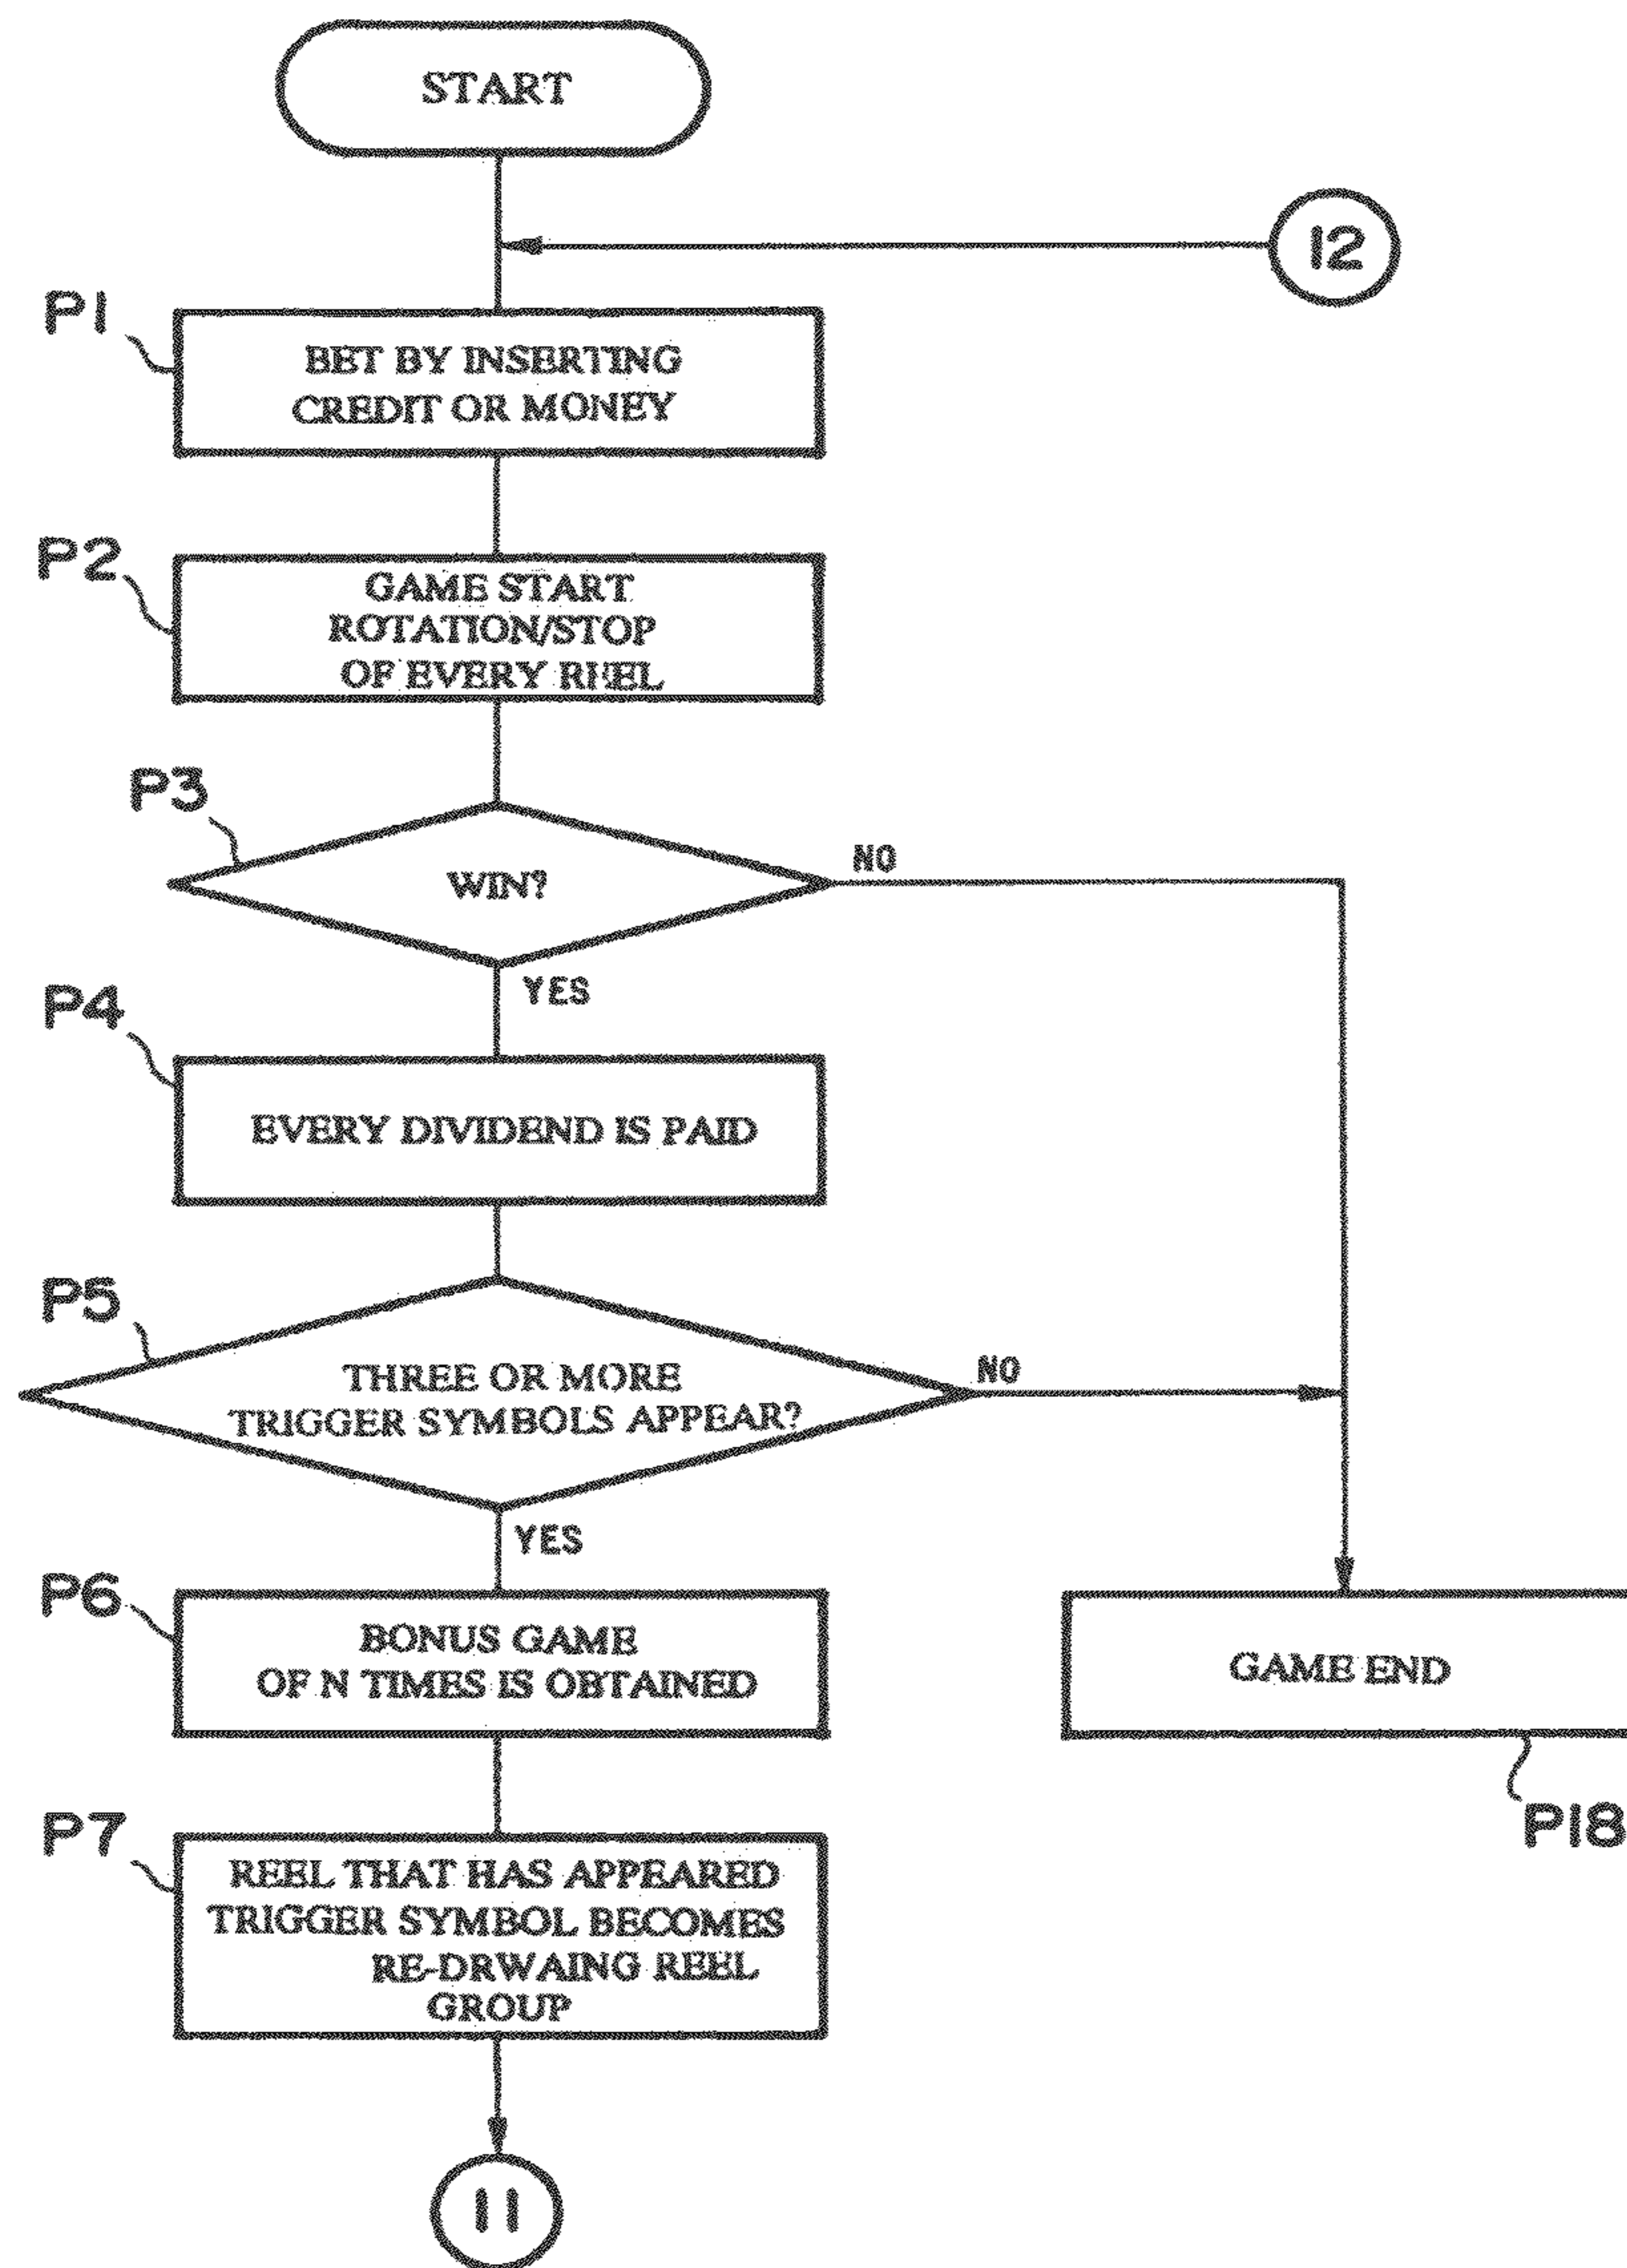 START
12
P1
BET BY INSERTING
CREDIT OR MONEY
P2
GAME START
ROTATION/STOP
OF EVERY REEL
P3
WIN?
NO
YES
P4
EVERY DIVIDEND IS PAID
P5
THREE OR MORE
TRIGGER SYMBOLS APPEAR?
NO
YES
P6
BONUS GAME
OF N TIMES IS OBTAINED
GAME END
P18
P7
REEL THAT HAS APPEARED
TRIGGER SYMBOL BECOMES
RE-DRWAING REEL
GROUP
11